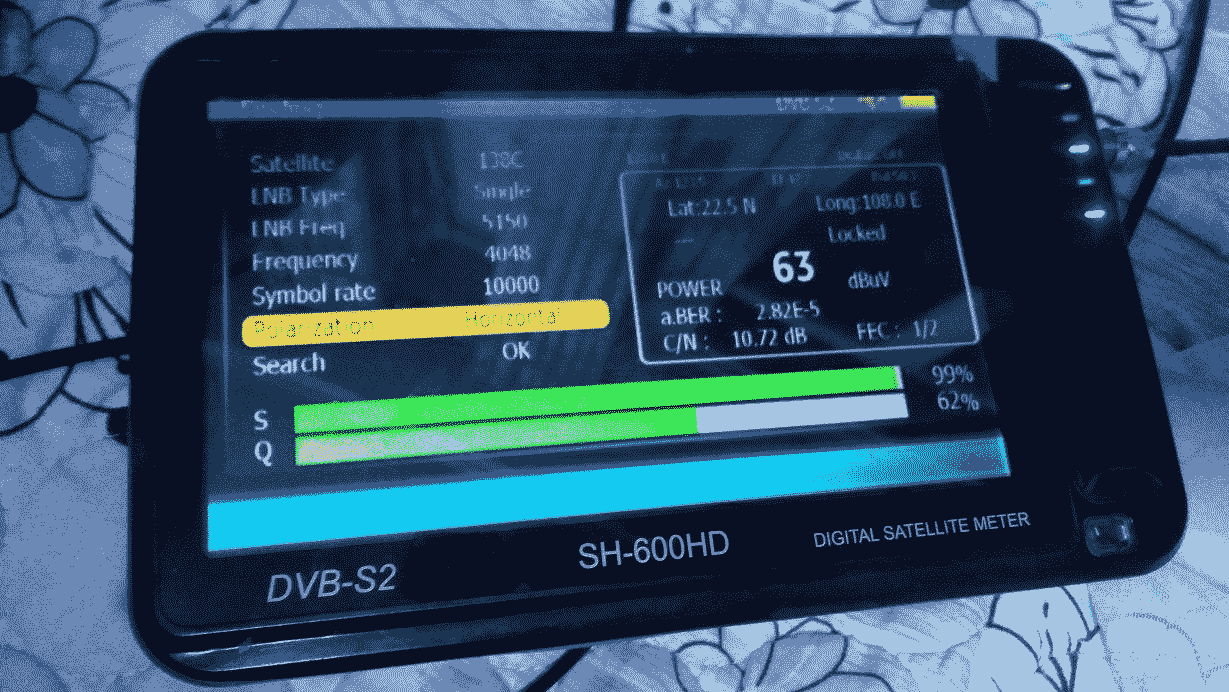 Satellite 138C
LNB Type Single
LNB Freq 5150
Frequency 4048
Symbol rate 10000
Polarization Horizontal
Search OK
Lat:22.5 N Long:108.0 E
Locked
POWER 63 dBuV
a.BER : 2.82E-5
C/N : 10.72 dB FEC : 1/2
S 99%
Q 62%
DVB-S2 SH-600HD DIGITAL SATELLITE METER